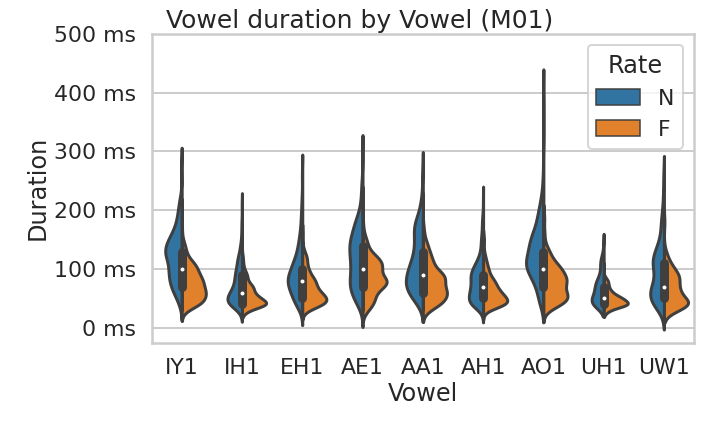 Vowel duration by Vowel (M01)
500 ms
400 ms
300 ms
200 ms
100 ms
0 ms
Duration
Rate
N
F
IY1 IH1 EH1 AE1 AA1 AH1 AO1 UH1 UW1
Vowel